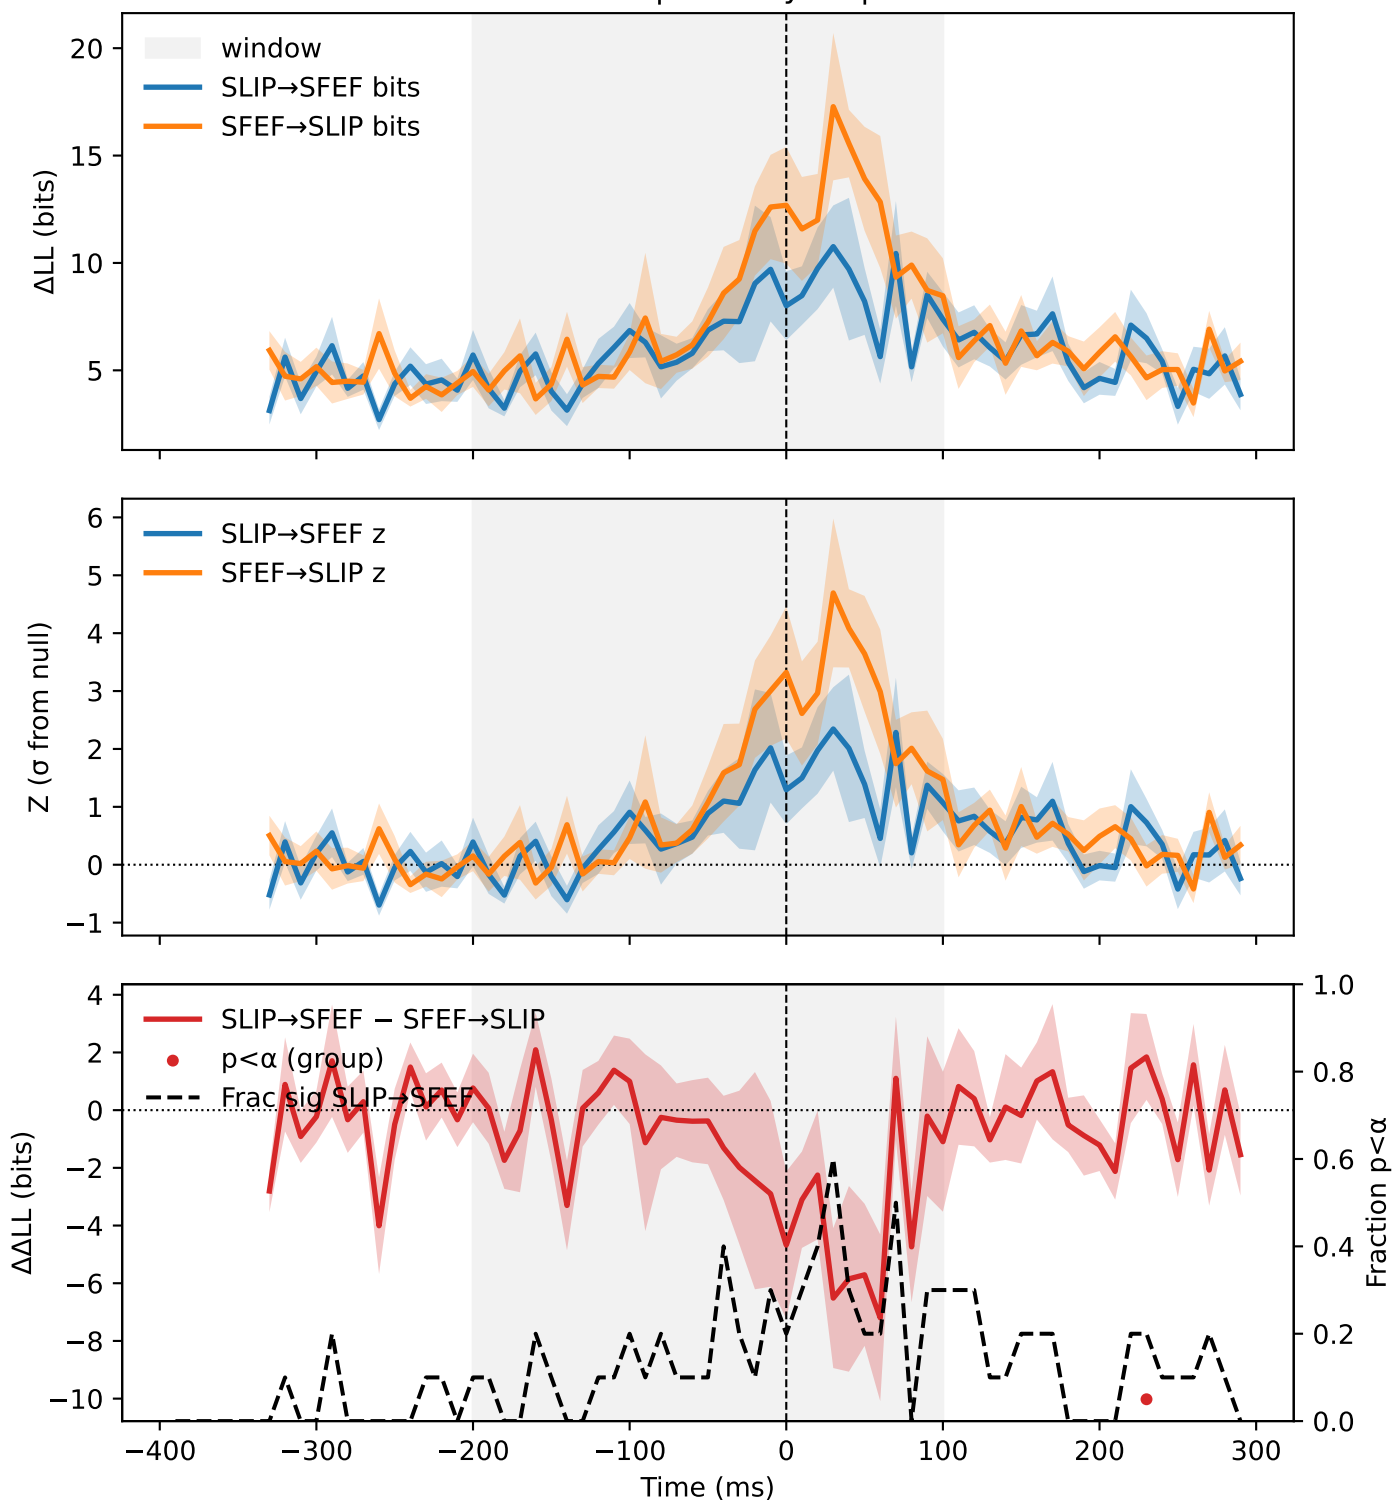 window
SLIP→SFEF bits
SFEF→SLIP bits
ΔLL (bits)
20
15
10
5
SLIP→SFEF z
SFEF→SLIP z
Z (σ from null)
6
5
4
3
2
1
0
−1
SLIP→SFEF − SFEF→SLIP
p<α (group)
Frac sig SLIP→SFEF
ΔΔLL (bits)
4
2
0
−2
−4
−6
−8
−10
1.0
0.8
0.6
0.4
0.2
0.0
Fraction p<α
−400 −300 −200 −100 0 100 200 300
Time (ms)